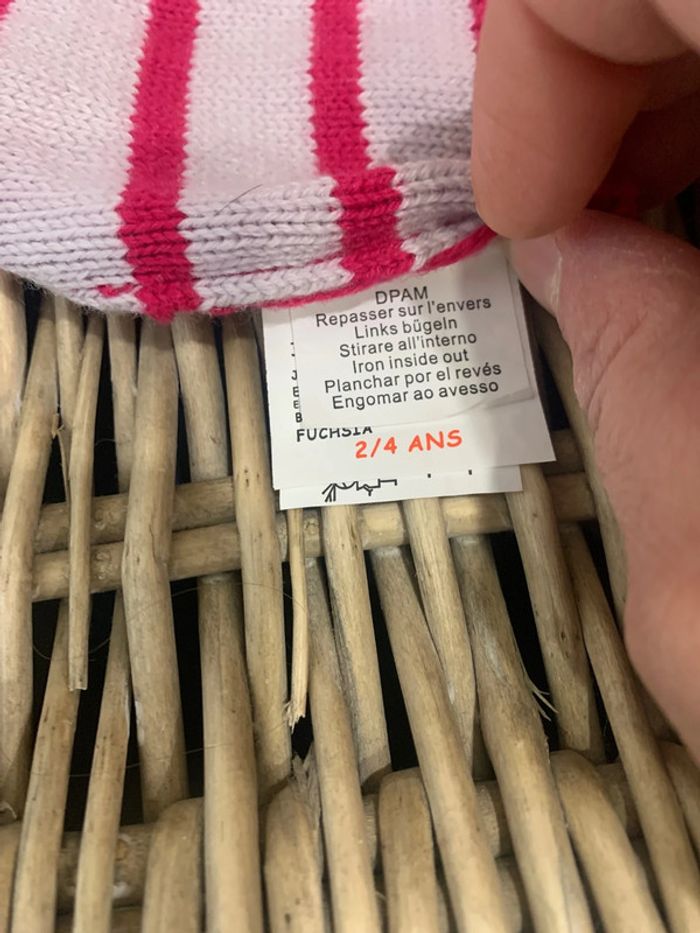 DPAM
Repasser sur l'envers
Links bügeln
Stirare all'interno
Iron inside out
Planchar por el revés
Engomar ao avesso
FUCHSIA
2/4 ANS